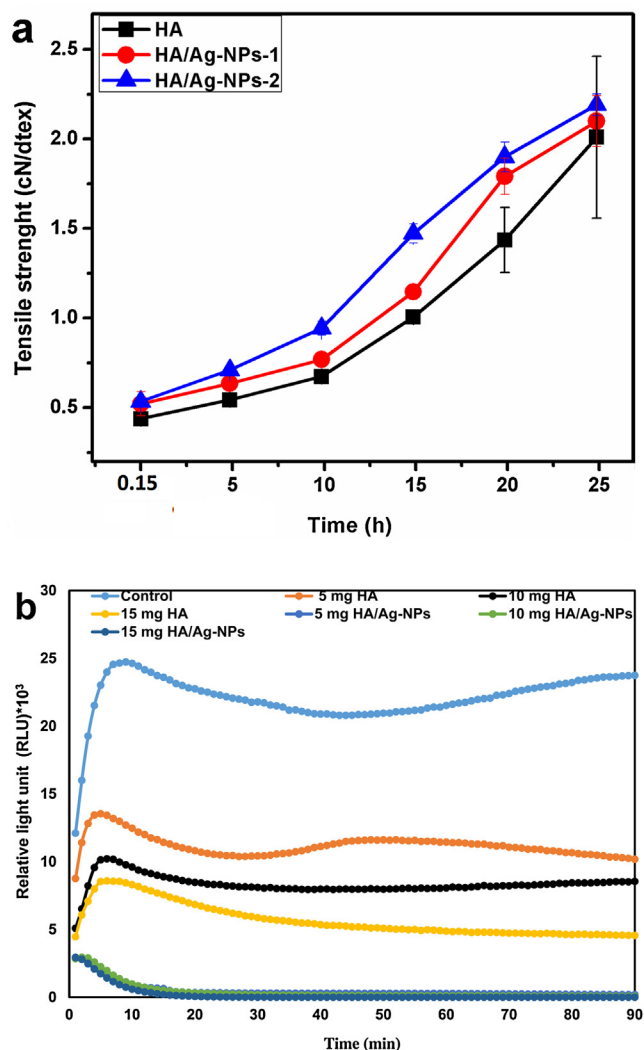 a
HA
HA/Ag-NPs-1
HA/Ag-NPs-2
Tensile strenght (cN/dtex)
2.5
2.0
1.5
1.0
0.5
0.15 5 10 15 20 25
Time (h)
b
Control 5 mg HA 10 mg HA
15 mg HA 5 mg HA/Ag-NPs 10 mg HA/Ag-NPs
15 mg HA/Ag-NPs
Relative light unit (RLU)*10³
30
25
20
15
10
5
0
0 10 20 30 40 50 60 70 80 90
Time (min)